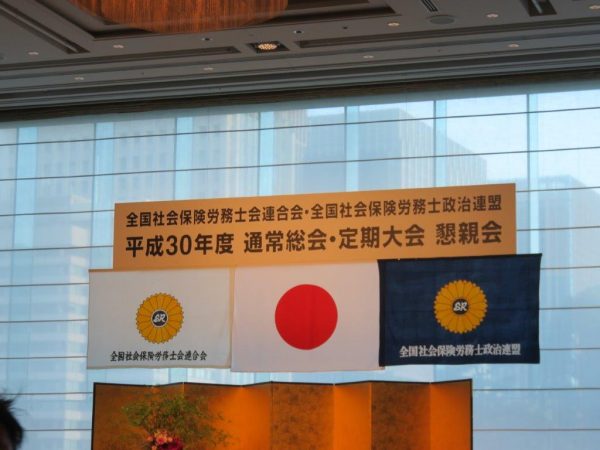 全国社会保険労務士会連合会・全国社会保険労務士政治連盟
平成30年度 通常総会・定期大会 懇親会
SR
全国社会保険労務士会連合会
SR
全国社会保険労務士政治連盟